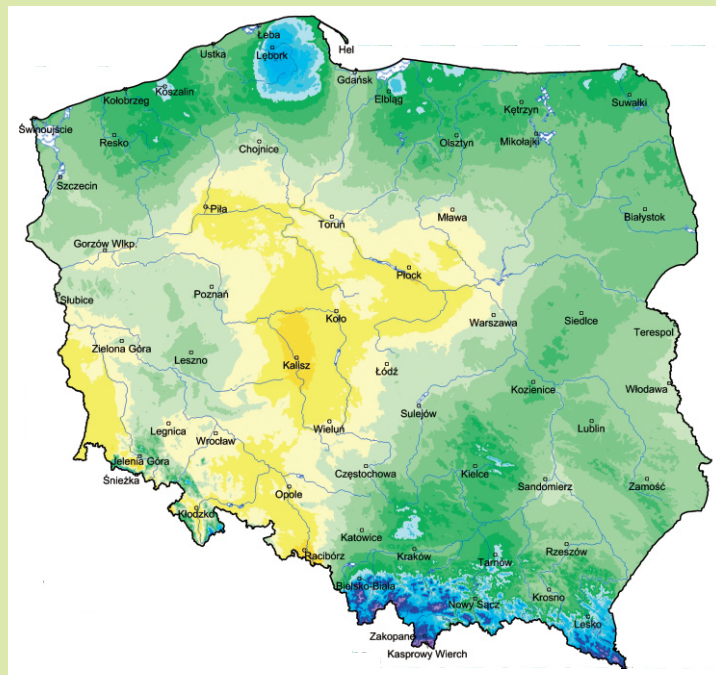 Łeba
Hel
Ustka
Lębork
Gdańsk
Koszalin
Kołobrzeg
Elbląg
Kętrzyn
Suwałki
Świnoujście
Resko
Chojnice
Olsztyn
Mikołajki
Szczecin
Piła
Toruń
Mława
Białystok
Gorzów Wlkp.
Płock
Poznań
Słubice
Koło
Warszawa
Siedlce
Terespol
Zielona Góra
Leszno
Kalisz
Łódź
Kozienice
Włodawa
Sulejów
Legnica
Wrocław
Wieluń
Lublin
Jelenia Góra
Śnieżka
Częstochowa
Kielce
Sandomierz
Zamość
Opole
Kłodzko
Katowice
Kraków
Tarnów
Rzeszów
Racibórz
Bielsko-Biała
Nowy Sącz
Krosno
Lesko
Zakopane
Kasprowy Wierch